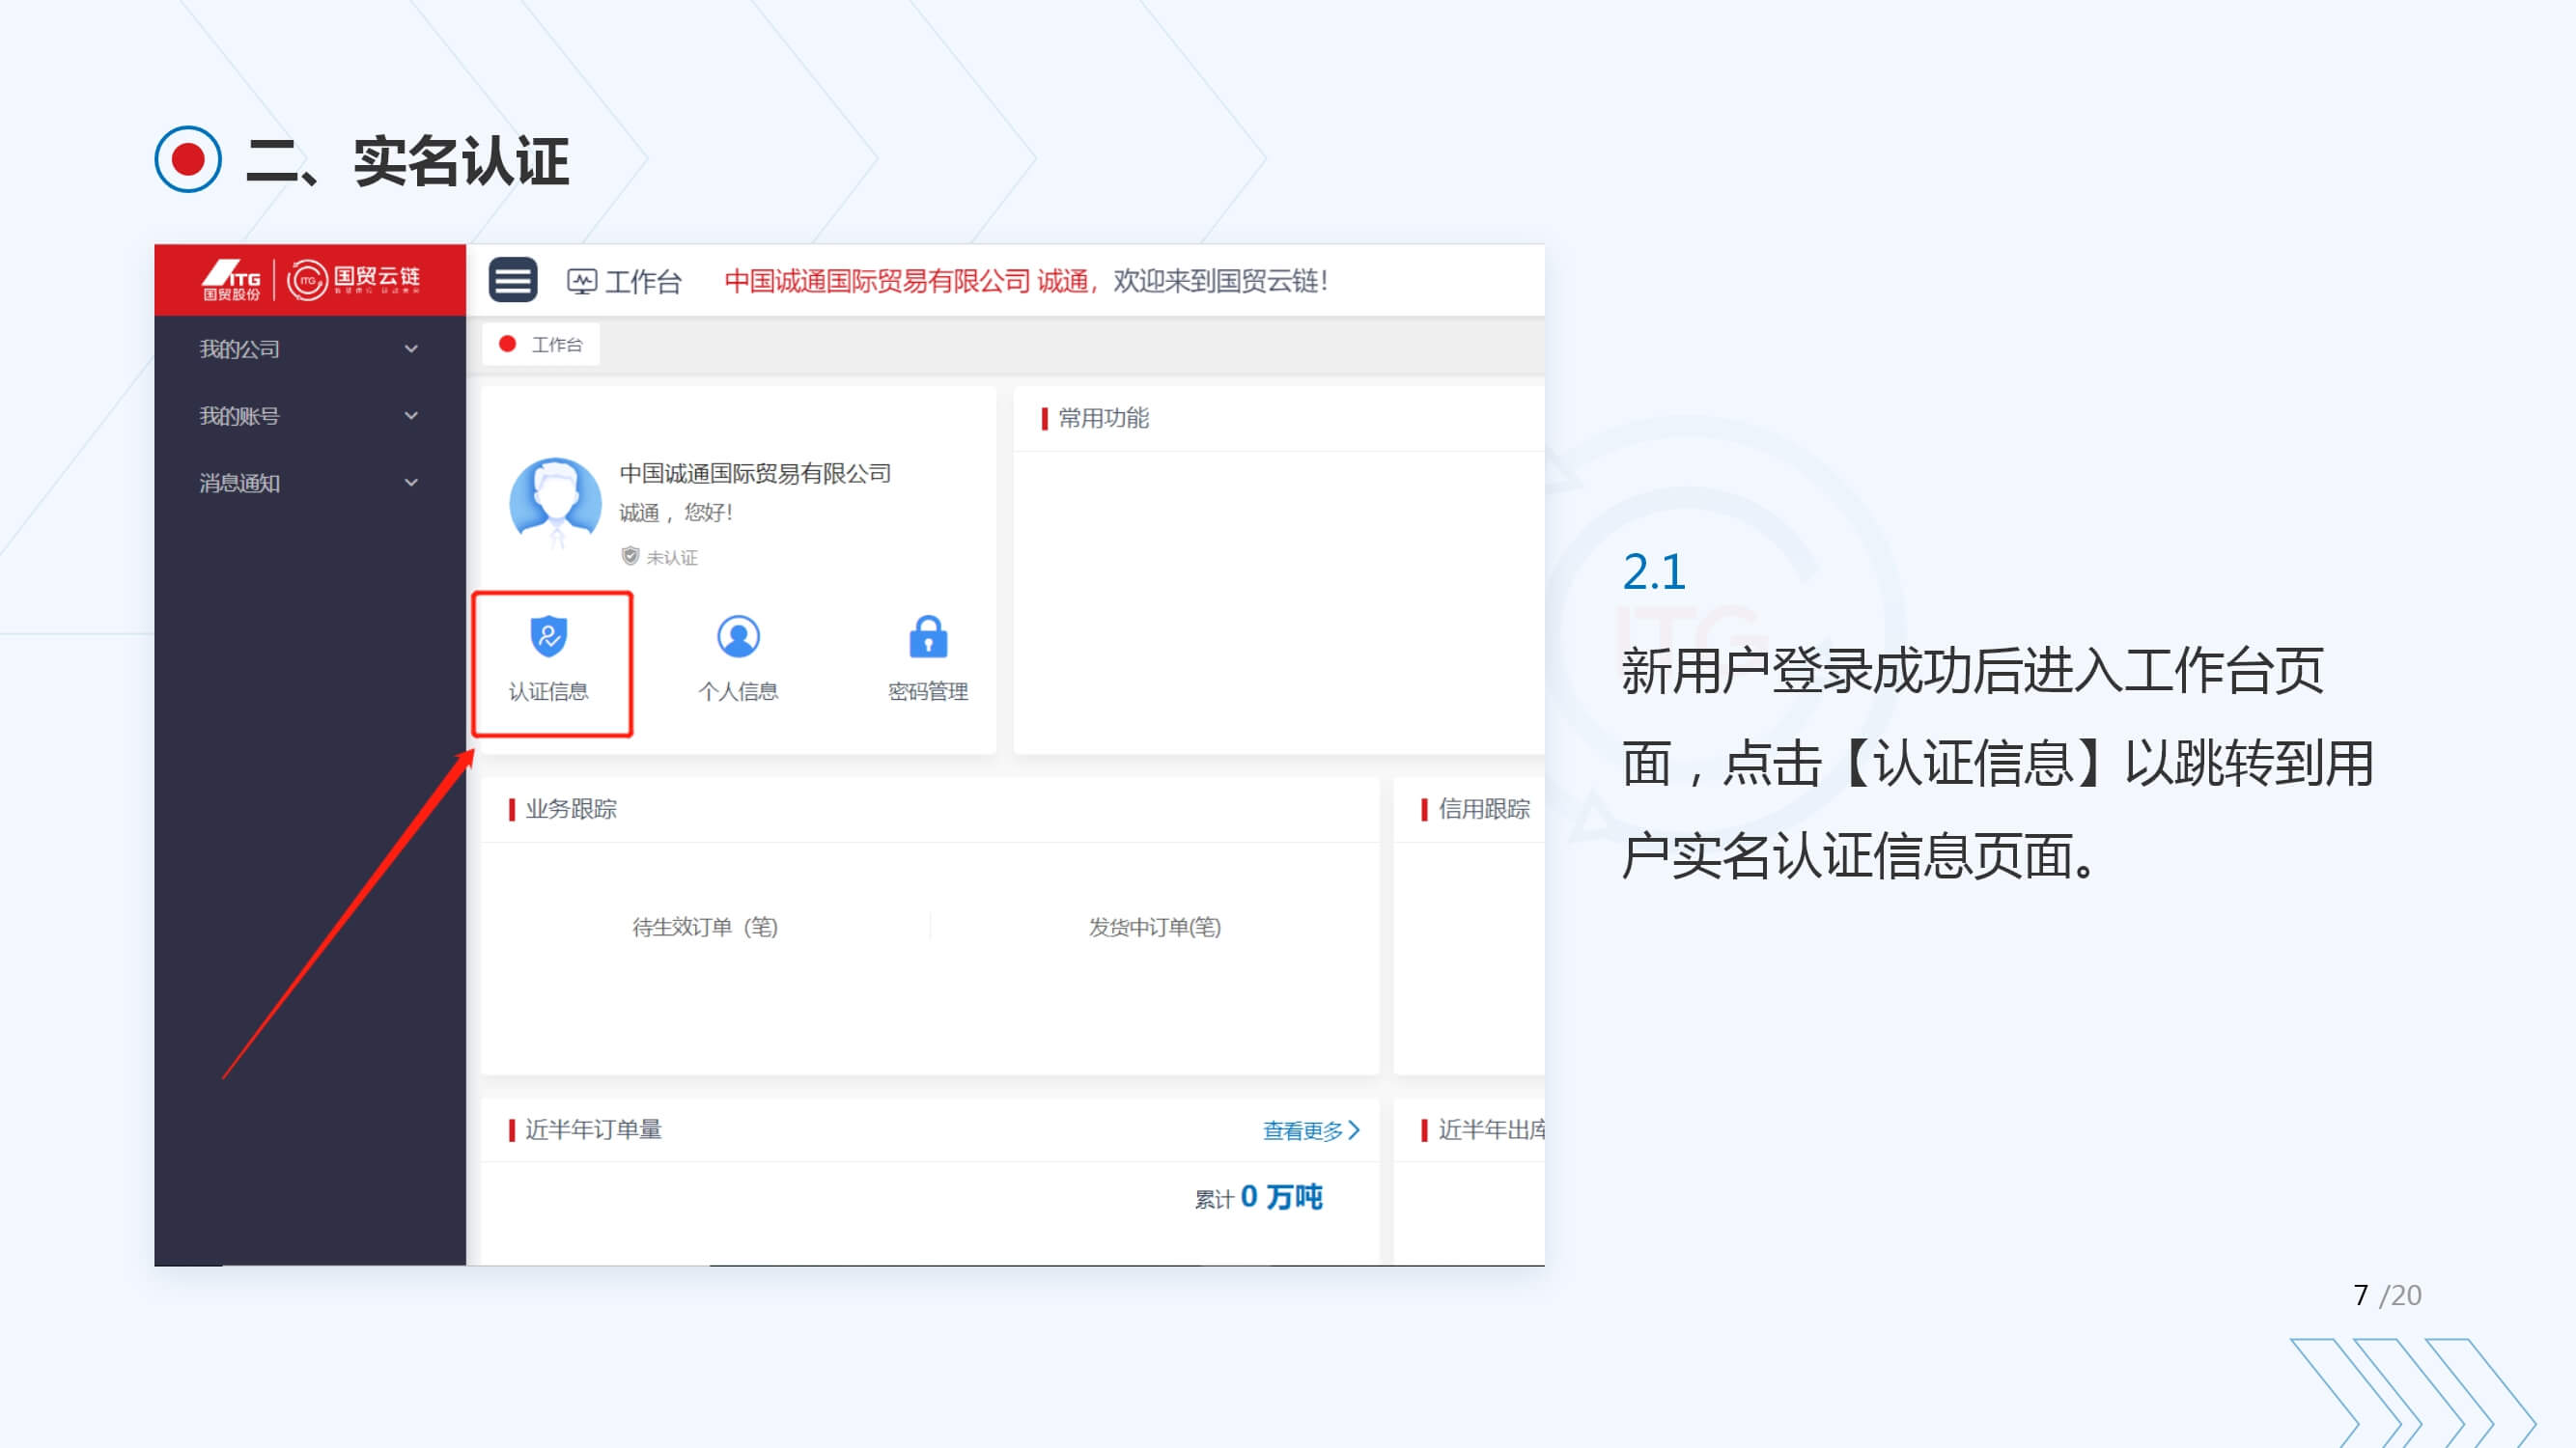 二、实名认证
ITG
国贸股份
ITG
国贸云链
工作台
中国诚通国际贸易有限公司 诚通，欢迎来到国贸云链！
我的公司
我的账号
消息通知
工作台
中国诚通国际贸易有限公司
诚通 ，您好！
未认证
认证信息
个人信息
密码管理
常用功能
业务跟踪
待生效订单（笔）
发货中订单(笔)
信用跟踪
近半年订单量
查看更多
累计 0 万吨
近半年出库
ITG
2.1
新用户登录成功后进入工作台页
面，点击【认证信息】以跳转到用
户实名认证信息页面。
7 /20